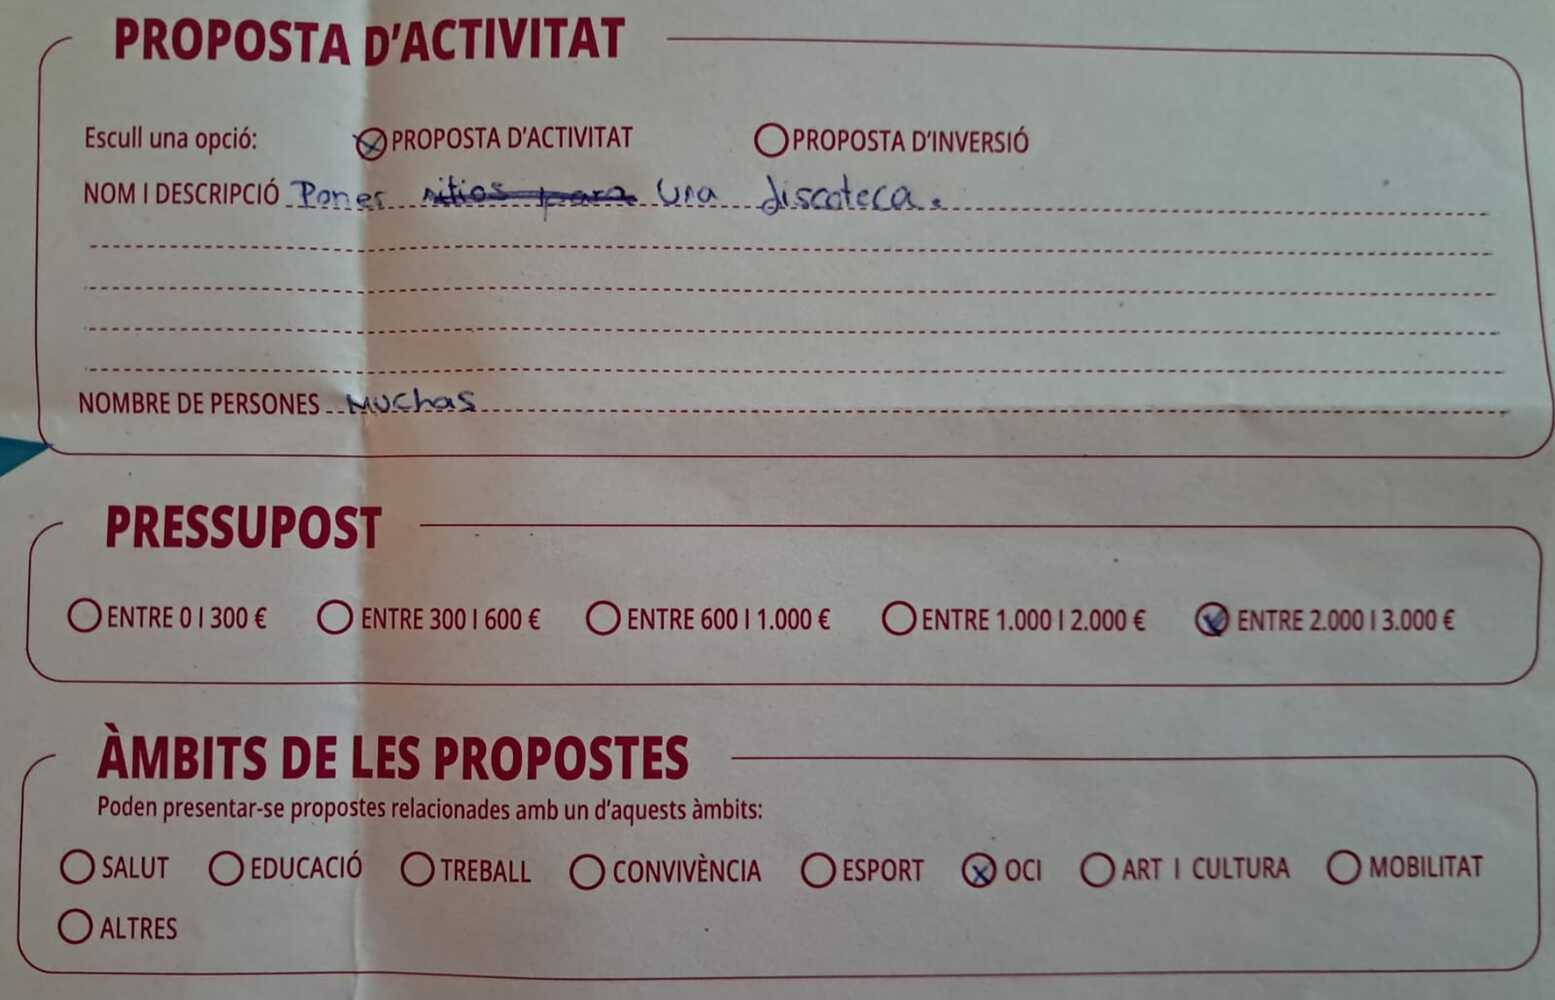 PROPOSTA D'ACTIVITAT
Escull una opció: PROPOSTA D'ACTIVITAT PROPOSTA D'INVERSIÓ
NOM I DESCRIPCIÓ Poner sitios para una discoteca.
NOMBRE DE PERSONES Muchas
PRESSUPOST
ENTRE 0 I 300 € ENTRE 300 I 600 € ENTRE 600 I 1.000 € ENTRE 1.000 I 2.000 € ENTRE 2.000 I 3.000 €
ÀMBITS DE LES PROPOSTES
Poden presentar-se propostes relacionades amb un d'aquests àmbits:
SALUT EDUCACIÓ TREBALL CONVIVÈNCIA ESPORT OCI ART I CULTURA MOBILITAT
ALTRES